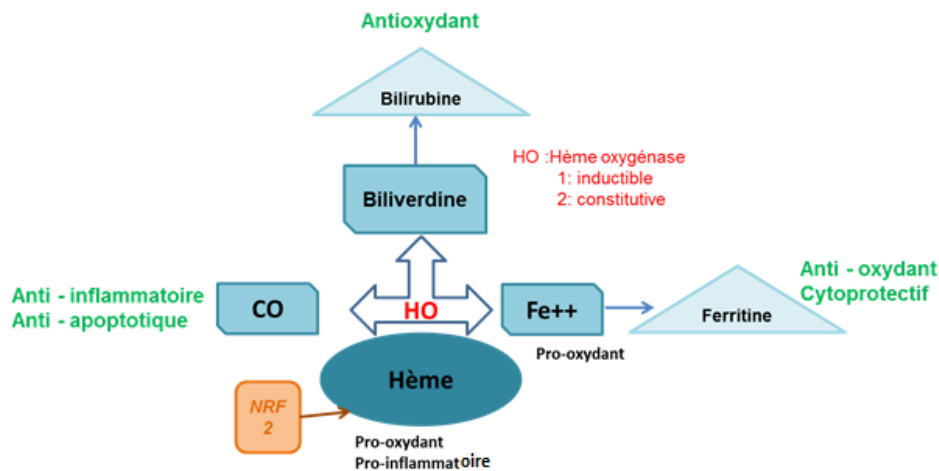 Antioxydant
Bilirubine
HO :Hème oxygénase
1: inductible
2: constitutive
Biliverdine
Anti - inflammatoire
Anti - apoptotique
CO
HO
Fe++
Pro-oxydant
Ferritine
Anti - oxydant
Cytoprotectif
Hème
NRF
2
Pro-oxydant
Pro-inflammatoire